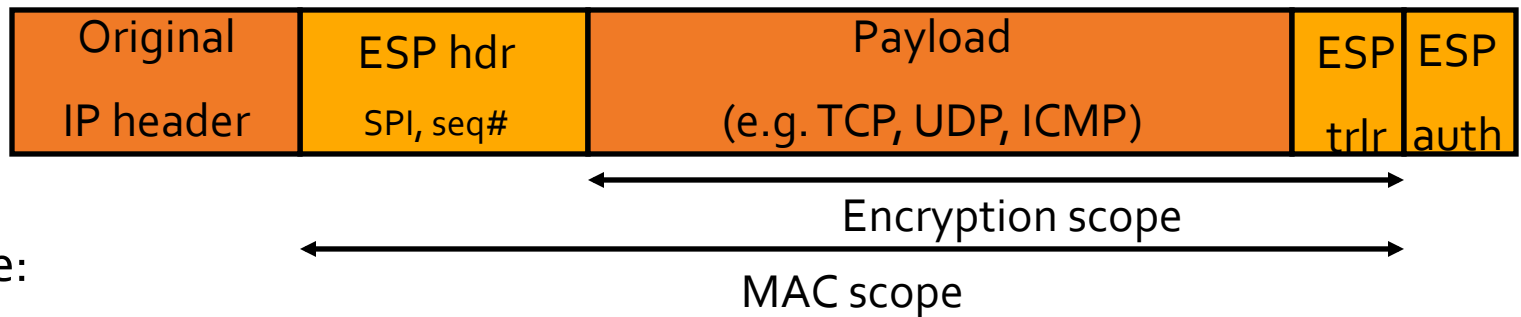 Original
IP header
ESP hdr
SPI, seq#
Payload
(e.g. TCP, UDP, ICMP)
ESP
trlr
ESP
auth
Encryption scope
e:
MAC scope